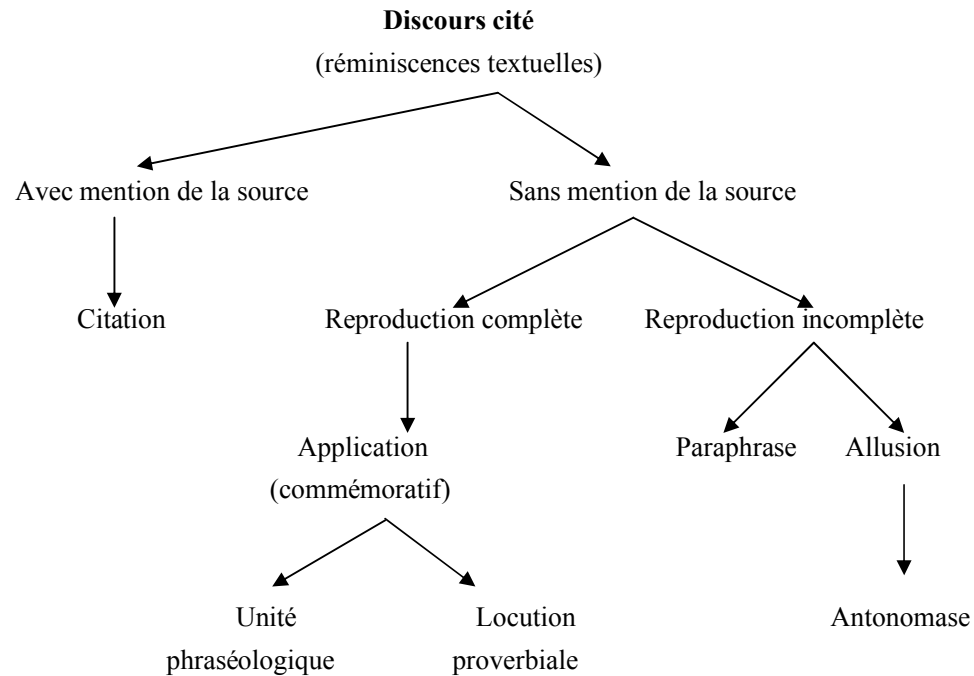 Discours cité
(réminiscences textuelles)
Avec mention de la source
Sans mention de la source
Citation
Reproduction complète
Reproduction incomplète
Application
(commémoratif)
Paraphrase
Allusion
Unité
phraséologique
Locution
proverbiale
Antonomase